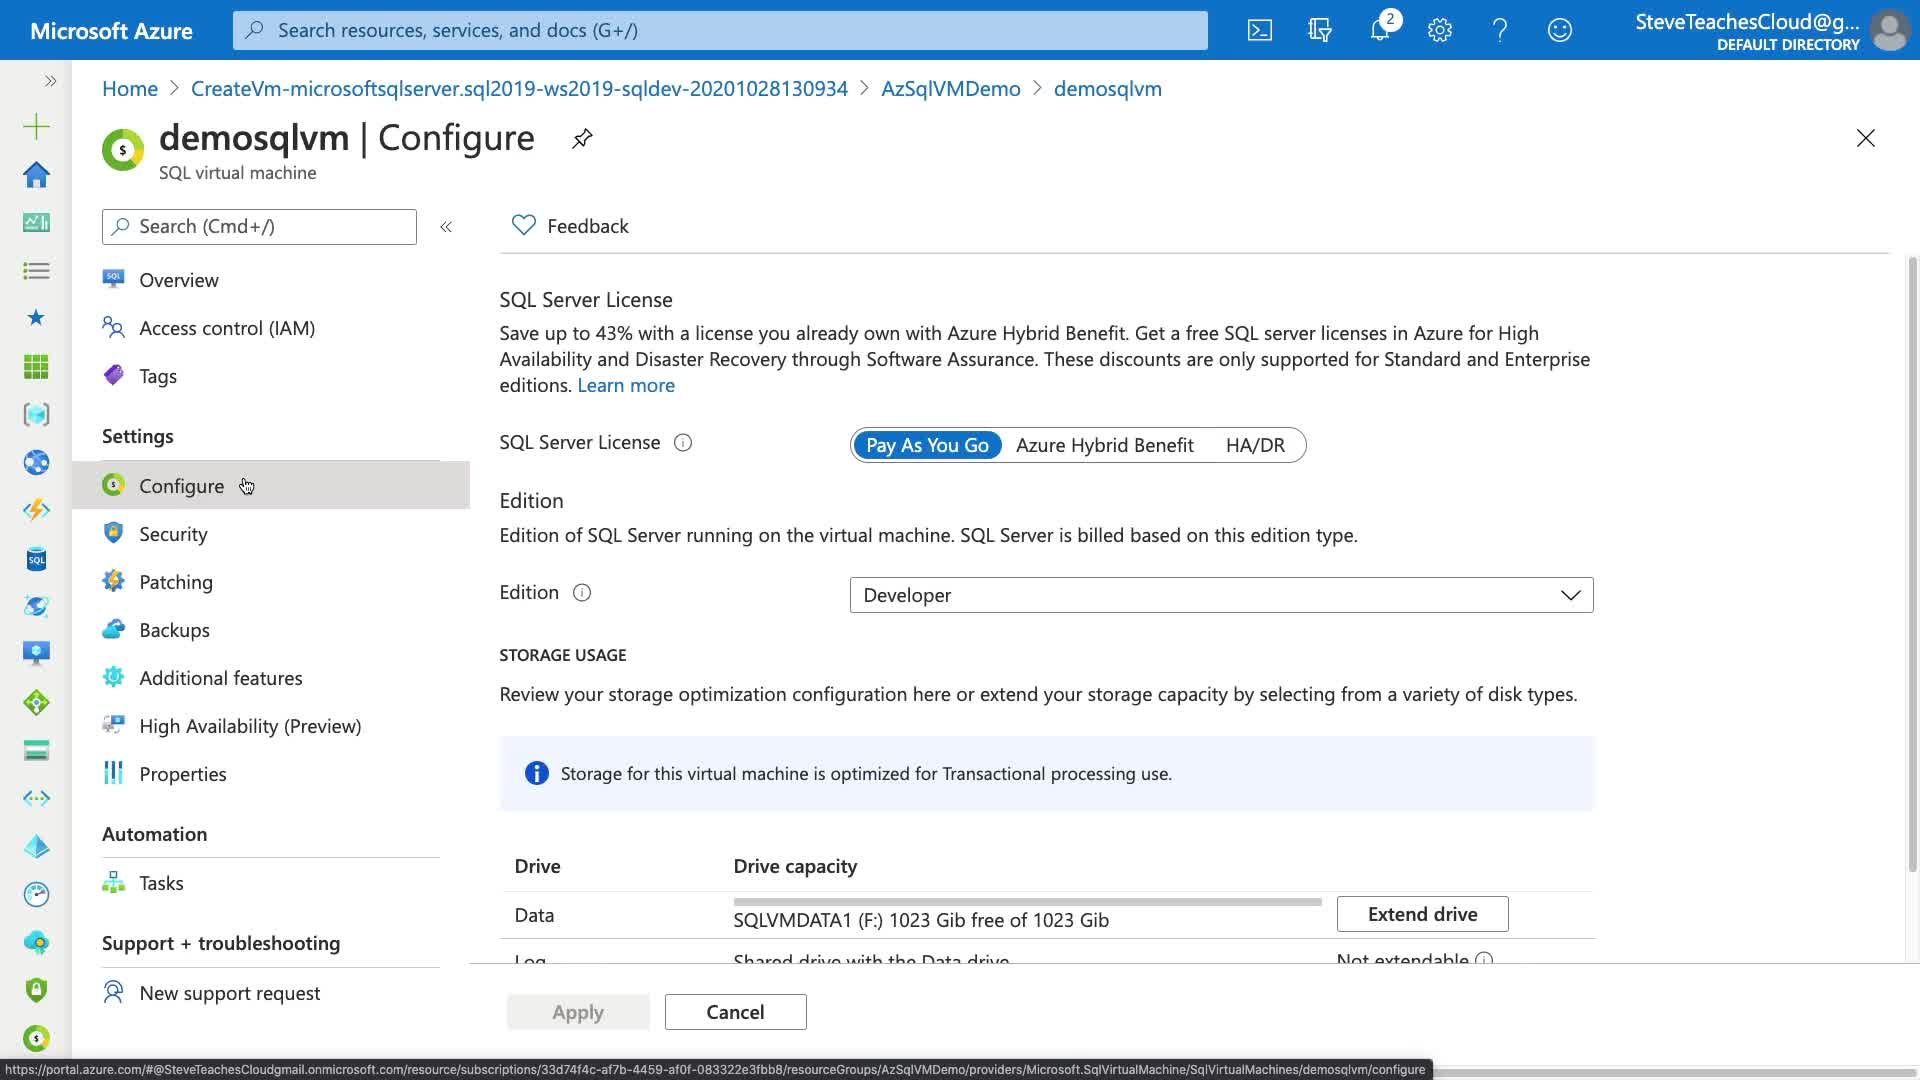 Microsoft Azure
Search resources, services, and docs (G+/)
2
SteveTeachesCloud@g...
DEFAULT DIRECTORY
Home > CreateVm-microsoftsqlserver.sql2019-ws2019-sqldev-20201028130934 > AzSqlVMDemo > demosqlvm
demosqlvm | Configure
SQL virtual machine
Search (Cmd+/)
«
Feedback
Overview
Access control (IAM)
Tags
Settings
Configure
Security
Patching
Backups
Additional features
High Availability (Preview)
Properties
Automation
Tasks
Support + troubleshooting
New support request
SQL Server License
Save up to 43% with a license you already own with Azure Hybrid Benefit. Get a free SQL server licenses in Azure for High
Availability and Disaster Recovery through Software Assurance. These discounts are only supported for Standard and Enterprise
editions. Learn more
SQL Server License
Pay As You Go Azure Hybrid Benefit HA/DR
Edition
Edition of SQL Server running on the virtual machine. SQL Server is billed based on this edition type.
Edition
Developer
STORAGE USAGE
Review your storage optimization configuration here or extend your storage capacity by selecting from a variety of disk types.
Storage for this virtual machine is optimized for Transactional processing use.
Drive Drive capacity
Data SQLVMDATA1 (F:) 1023 Gib free of 1023 Gib Extend drive
Log Shared drive with the Data drive Not extendable
Apply Cancel
https://portal.azure.com/#@SteveTeachesCloudgmail.onmicrosoft.com/resource/subscriptions/33d74f4c-af7b-4459-af0f-083322e3fbb8/resourceGroups/AzSqlVMDemo/providers/Microsoft.SqlVirtualMachine/SqlVirtualMachines/demosqlvm/configure